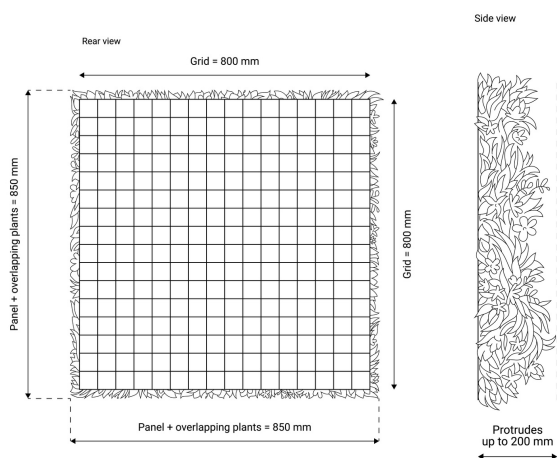 Side view
Rear view
Grid = 800 mm
Panel + overlapping plants = 850 mm
Grid = 800 mm
Panel + overlapping plants = 850 mm
Protrudes
up to 200 mm